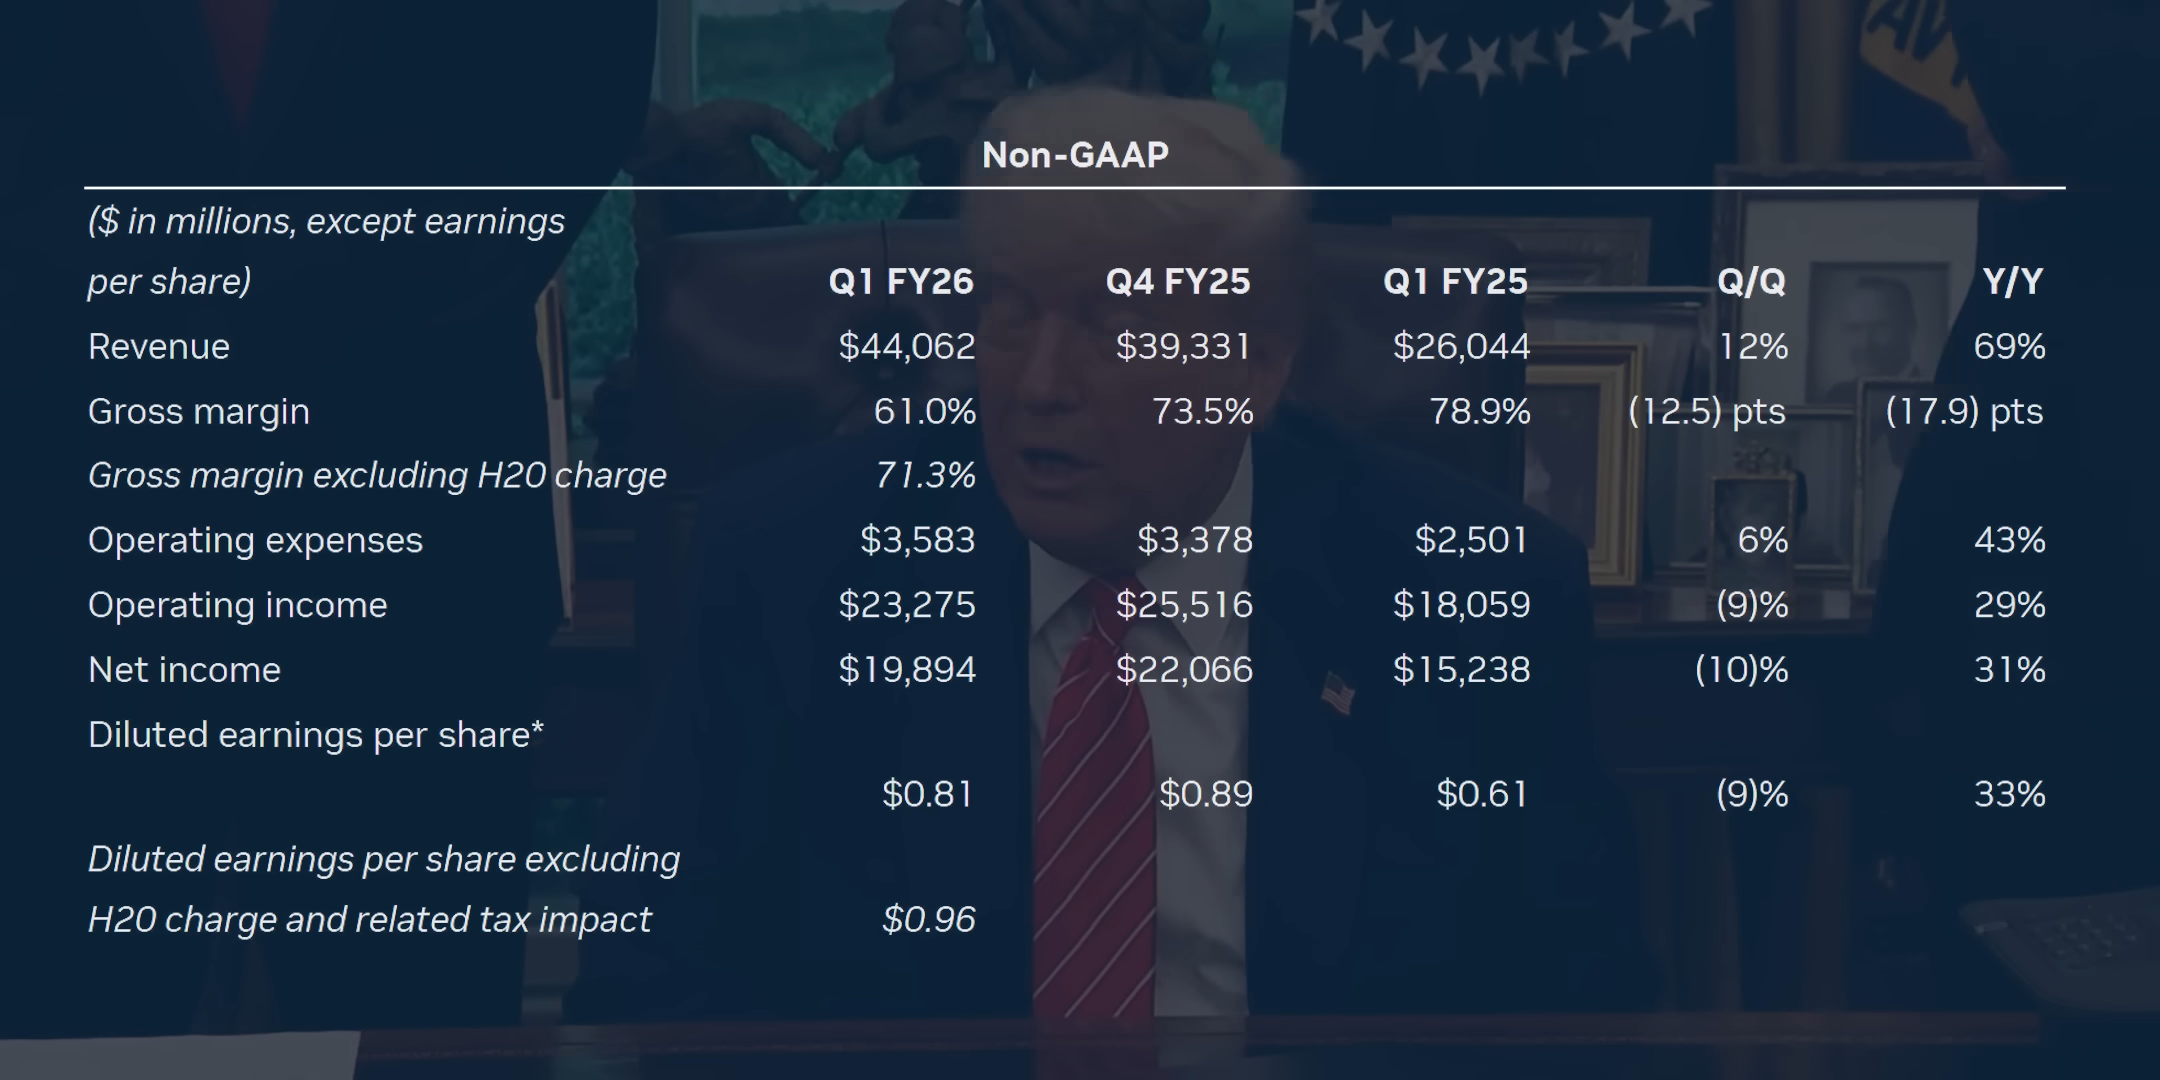 Non-GAAP
($ in millions, except earnings
per share) Q1 FY26 Q4 FY25 Q1 FY25 Q/Q Y/Y
Revenue $44,062 $39,331 $26,044 12% 69%
Gross margin 61.0% 73.5% 78.9% (12.5) pts (17.9) pts
Gross margin excluding H20 charge 71.3%
Operating expenses $3,583 $3,378 $2,501 6% 43%
Operating income $23,275 $25,516 $18,059 (9)% 29%
Net income $19,894 $22,066 $15,238 (10)% 31%
Diluted earnings per share*
$0.81 $0.89 $0.61 (9)% 33%
Diluted earnings per share excluding
H20 charge and related tax impact $0.96